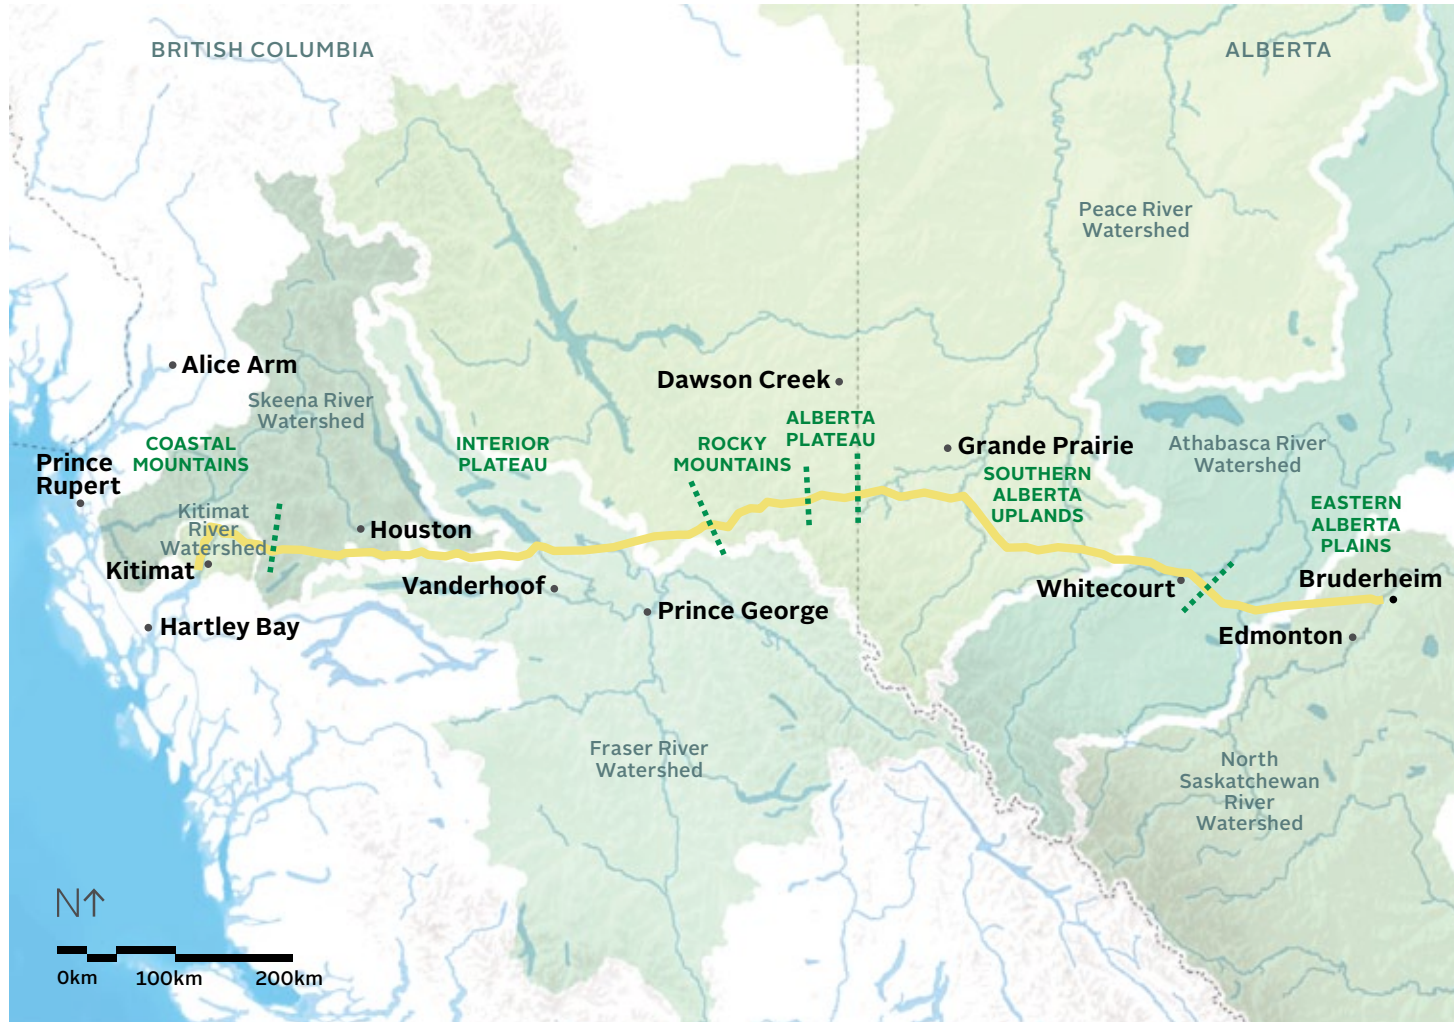 BRITISH COLUMBIA
ALBERTA
Peace River
Watershed
Alice Arm
Dawson Creek
Skeena River
Watershed
COASTAL
MOUNTAINS
INTERIOR
PLATEAU
ROCKY
MOUNTAINS
ALBERTA
PLATEAU
Grande Prairie
Athabasca River
Watershed
Prince
Rupert
SOUTHERN
ALBERTA
UPLANDS
Kitimat
River
Watershed
Houston
EASTERN
ALBERTA
PLAINS
Kitimat
Vanderhoof
Whitecourt
Bruderheim
Hartley Bay
Prince George
Edmonton
Fraser River
Watershed
North
Saskatchewan
River
Watershed
N↑
0km 100km 200km